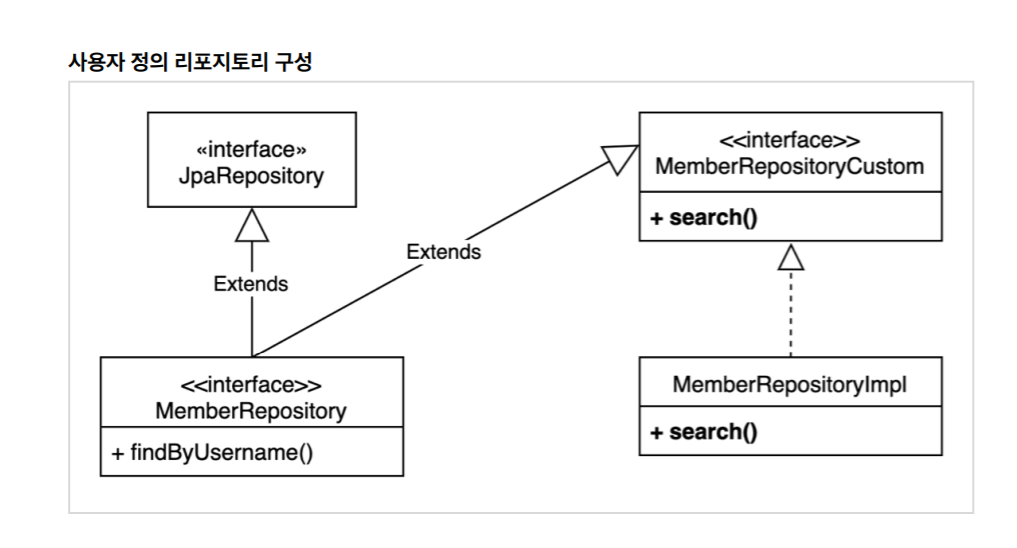 사용자 정의 리포지토리 구성
«interface»
JpaRepository
<<interface>>
MemberRepositoryCustom
+ search()
Extends
Extends
<<interface>>
MemberRepository
+ findByUsername()
MemberRepositoryImpl
+ search()